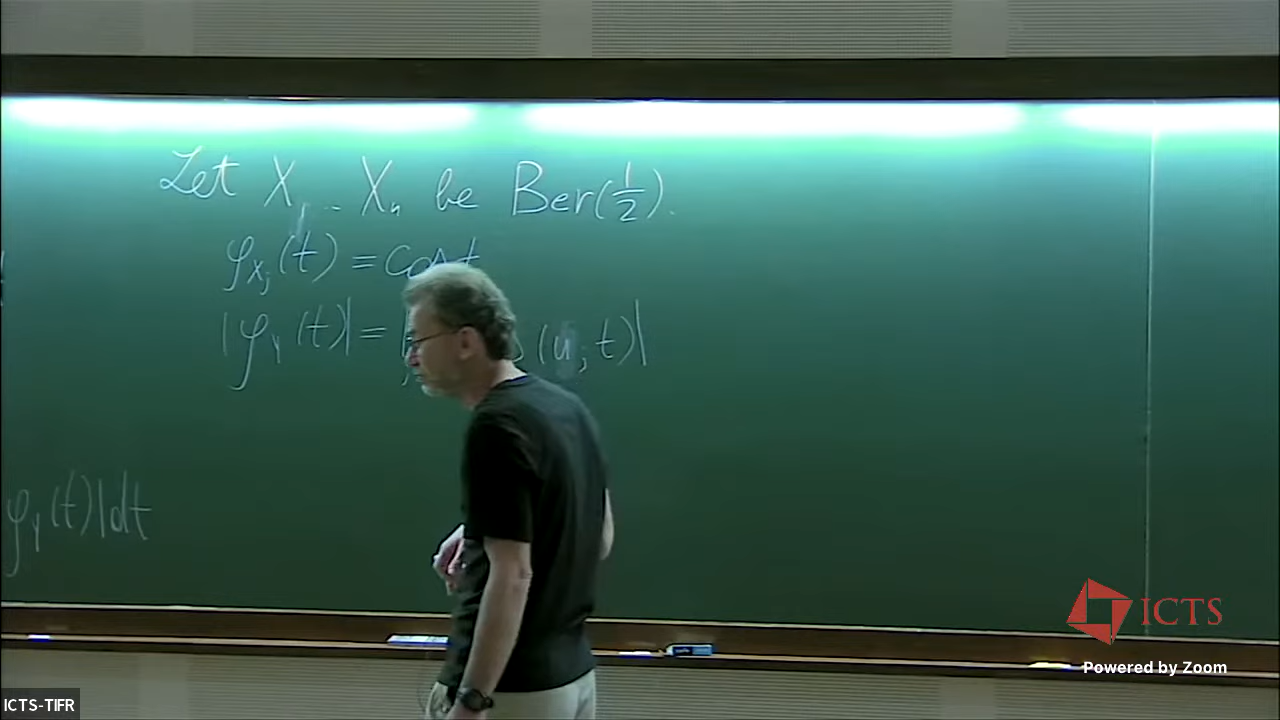 Let X₁ ... Xₙ be Ber(1/2).
φ_{X_j}(t) = cos t
|φ_Y(t)| = (u_j t)|
φ_Y(t)|dt
ICTS
Powered by Zoom
ICTS-TIFR